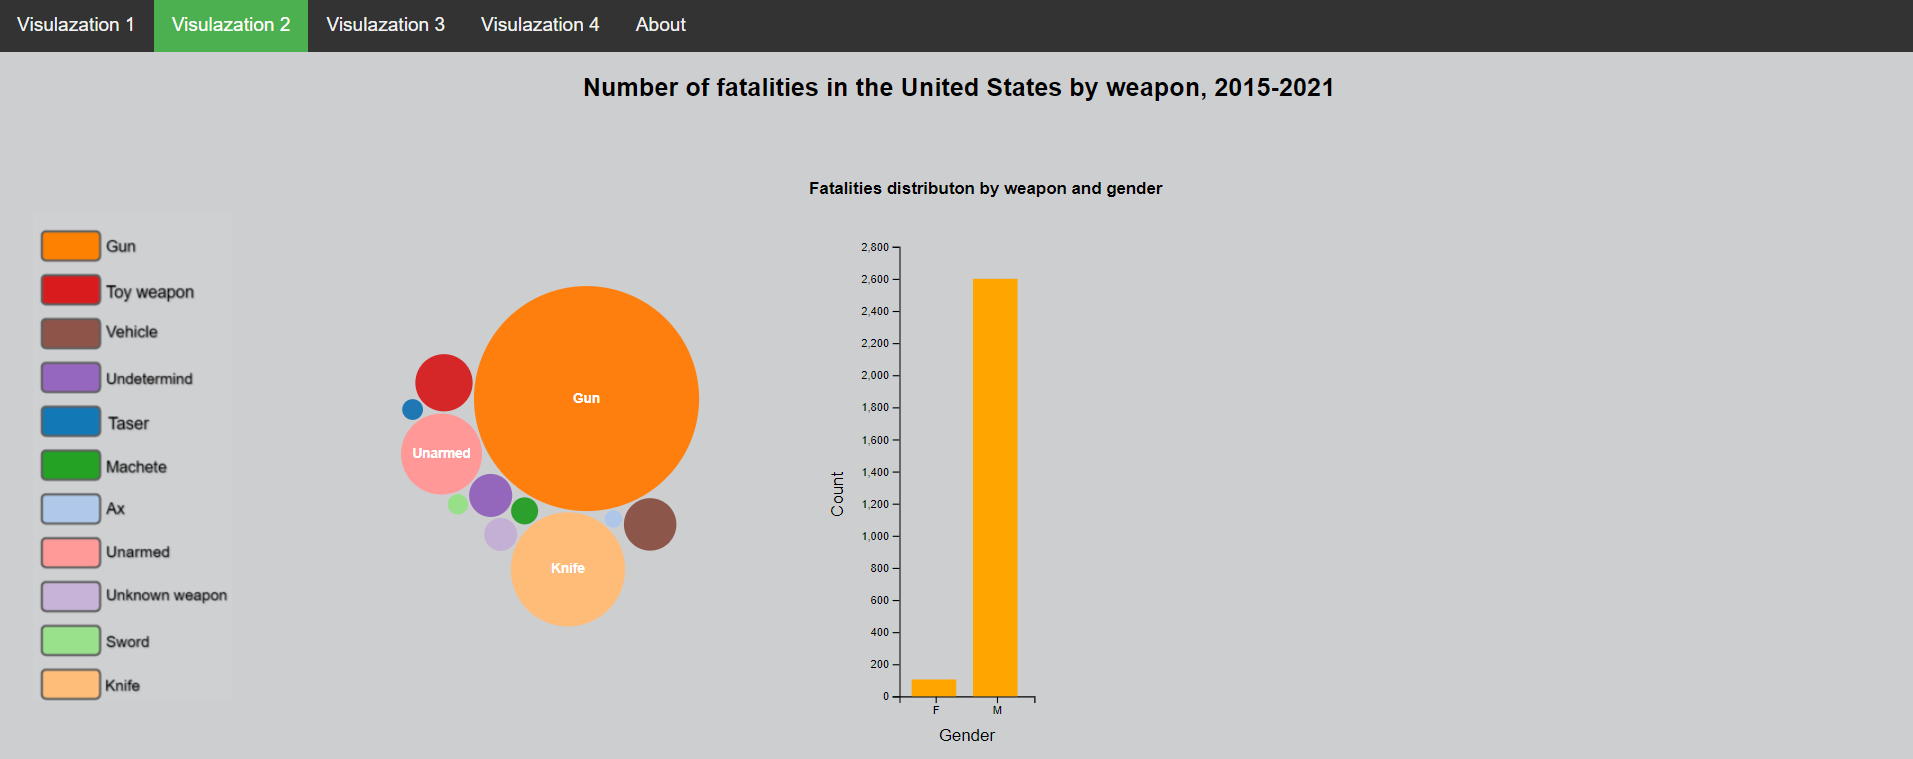 Visulazation 1 Visulazation 2 Visulazation 3 Visulazation 4 About
Number of fatalities in the United States by weapon, 2015-2021
Gun
Toy weapon
Vehicle
Undetermind
Taser
Machete
Ax
Unarmed
Unknown weapon
Sword
Knife
Gun
Unarmed
Knife
Fatalities distributon by weapon and gender
2,800
2,600
2,400
2,200
2,000
1,800
1,600
1,400
1,200
1,000
800
600
400
200
0
Count
F M
Gender